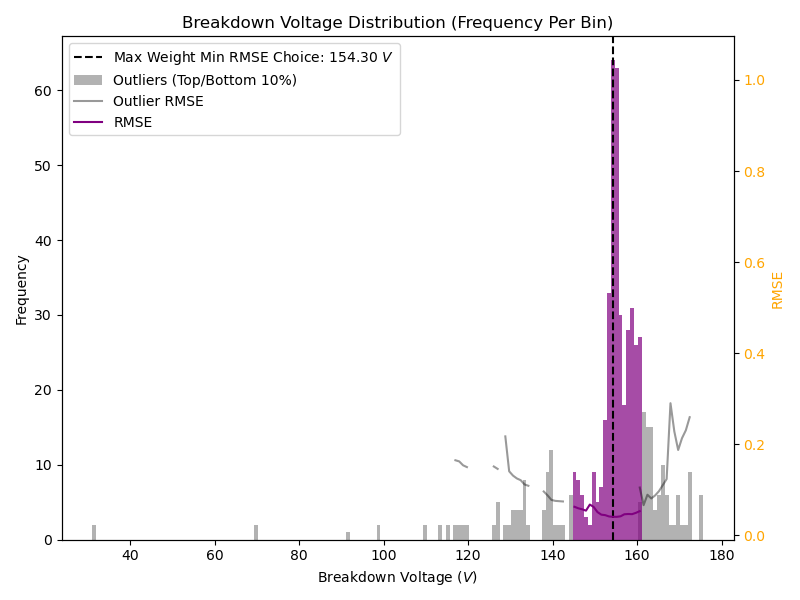 Breakdown Voltage Distribution (Frequency Per Bin)
Max Weight Min RMSE Choice: 154.30 V
Outliers (Top/Bottom 10%)
Outlier RMSE
RMSE
60
50
40
30
20
10
0
Frequency
1.0
0.8
0.6
0.4
0.2
0.0
RMSE
40 60 80 100 120 140 160 180
Breakdown Voltage (V)